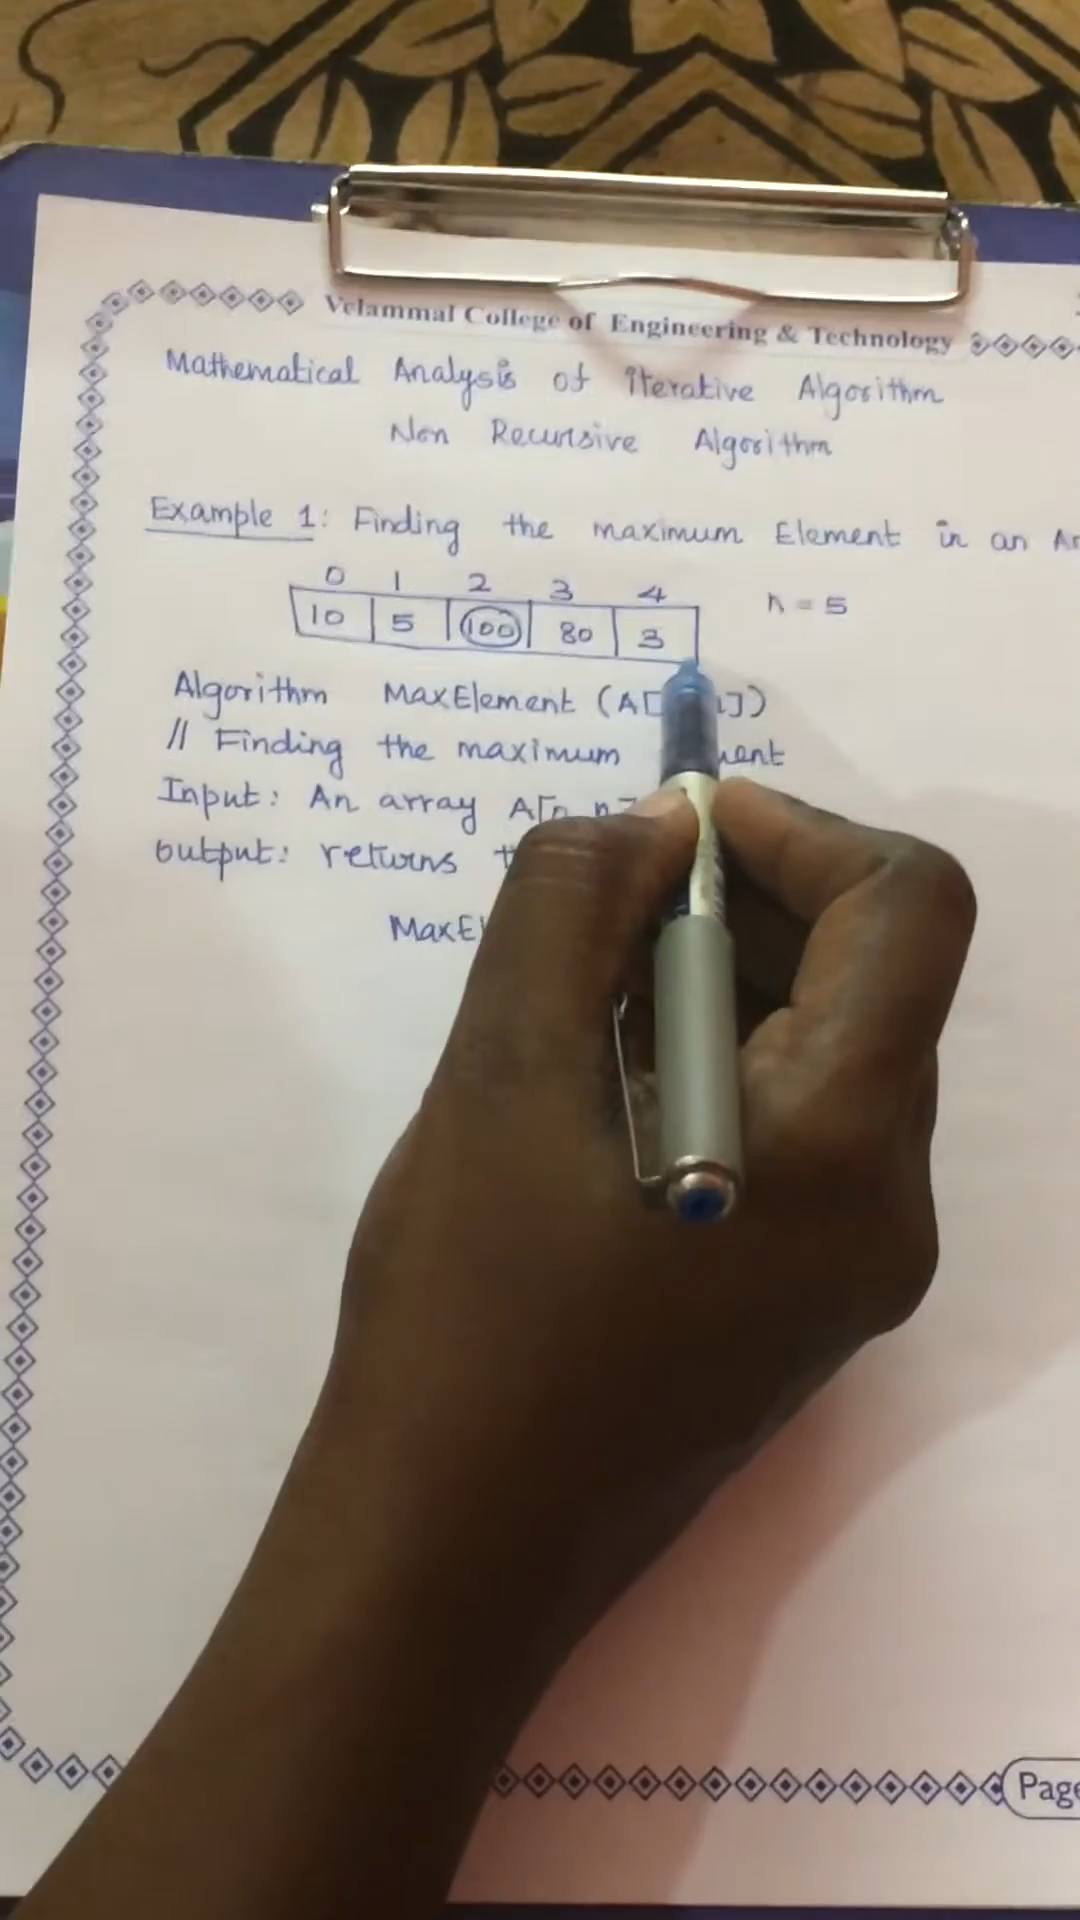 Velammal College of Engineering & Technology
Mathematical Analysis of iterative Algorithm
Non Recursive Algorithm
Example 1: Finding the maximum Element in an
0 1 2 3 4
10 5 100 80 3
n = 5
Algorithm MaxElement (A[
// Finding the maximum
Input: An array
Output: returns
Page